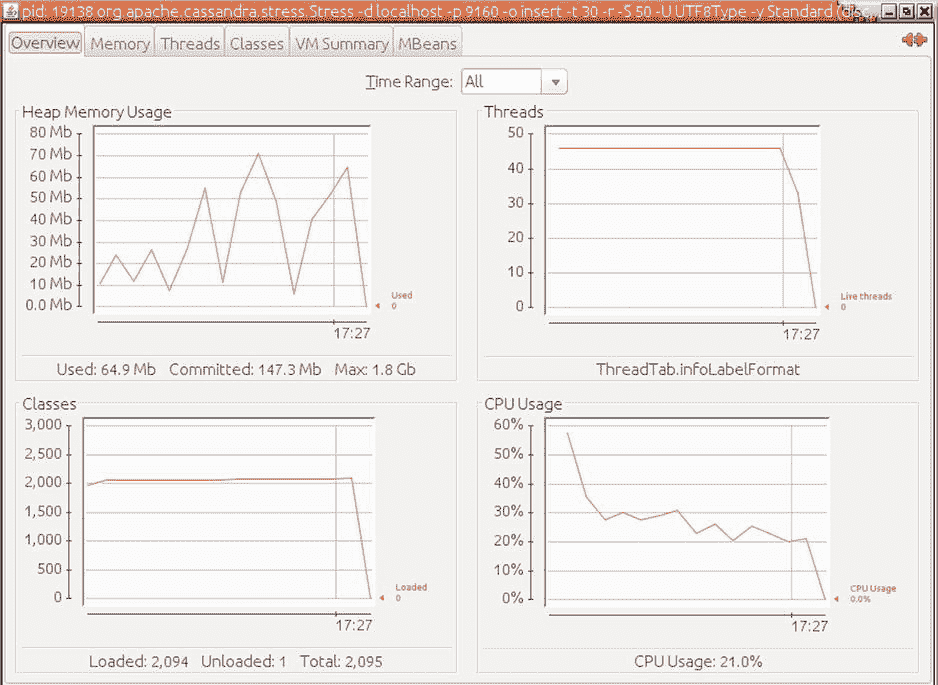 pid: 19138 org.apache.cassandra.stress.Stress -d localhost -p 9160 -o insert -t 30 -r -S 50 -U UTF8Type -y Standard
Overview Memory Threads Classes VM Summary MBeans
Time Range: All
Heap Memory Usage
80 Mb
70 Mb
60 Mb
50 Mb
40 Mb
30 Mb
20 Mb
10 Mb
0.0 Mb
Used
0
17:27
Used: 64.9 Mb Committed: 147.3 Mb Max: 1.8 Gb
Threads
50
40
30
20
10
0
Live threads
0
17:27
ThreadTab.infoLabelFormat
Classes
3,000
2,500
2,000
1,500
1,000
500
0
Loaded
0
17:27
Loaded: 2,094 Unloaded: 1 Total: 2,095
CPU Usage
60%
50%
40%
30%
20%
10%
0%
CPU Usage
0.0%
17:27
CPU Usage: 21.0%